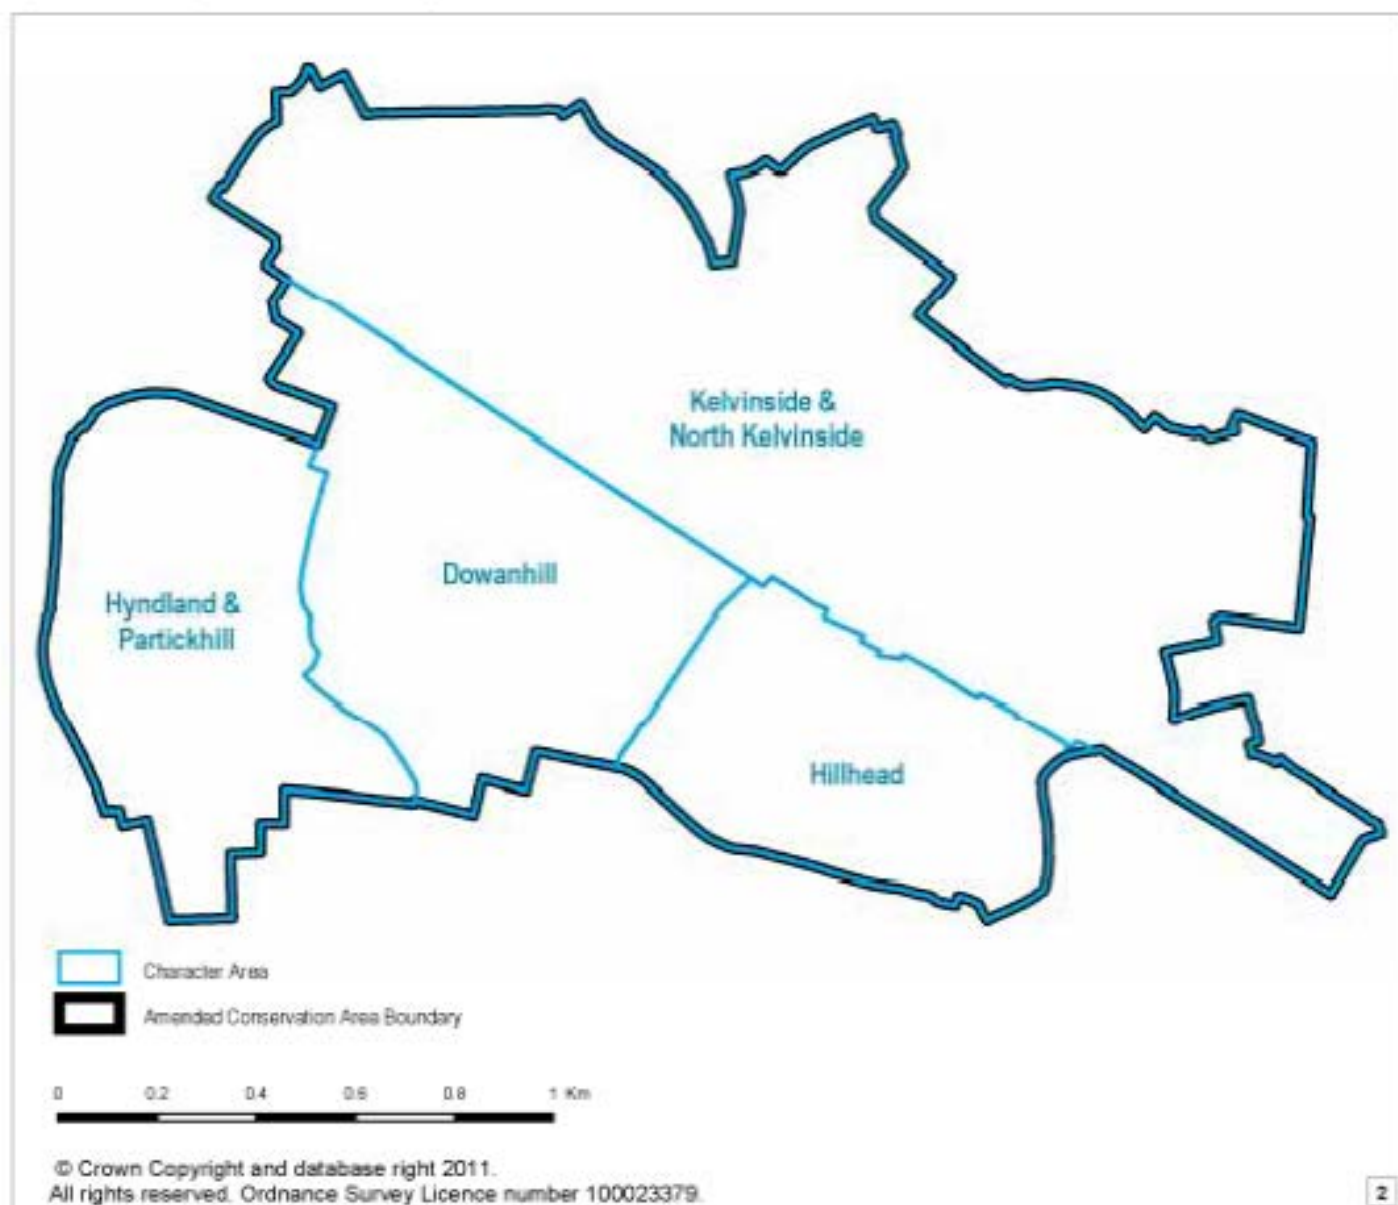 Kelvinside &
North Kelvinside
Dowanhill
Hyndland &
Partickhill
Hillhead
Character Area
Amended Conservation Area Boundary
0 0.2 0.4 0.6 0.8 1 Km
© Crown Copyright and database right 2011.
All rights reserved. Ordnance Survey Licence number 100023379.
2